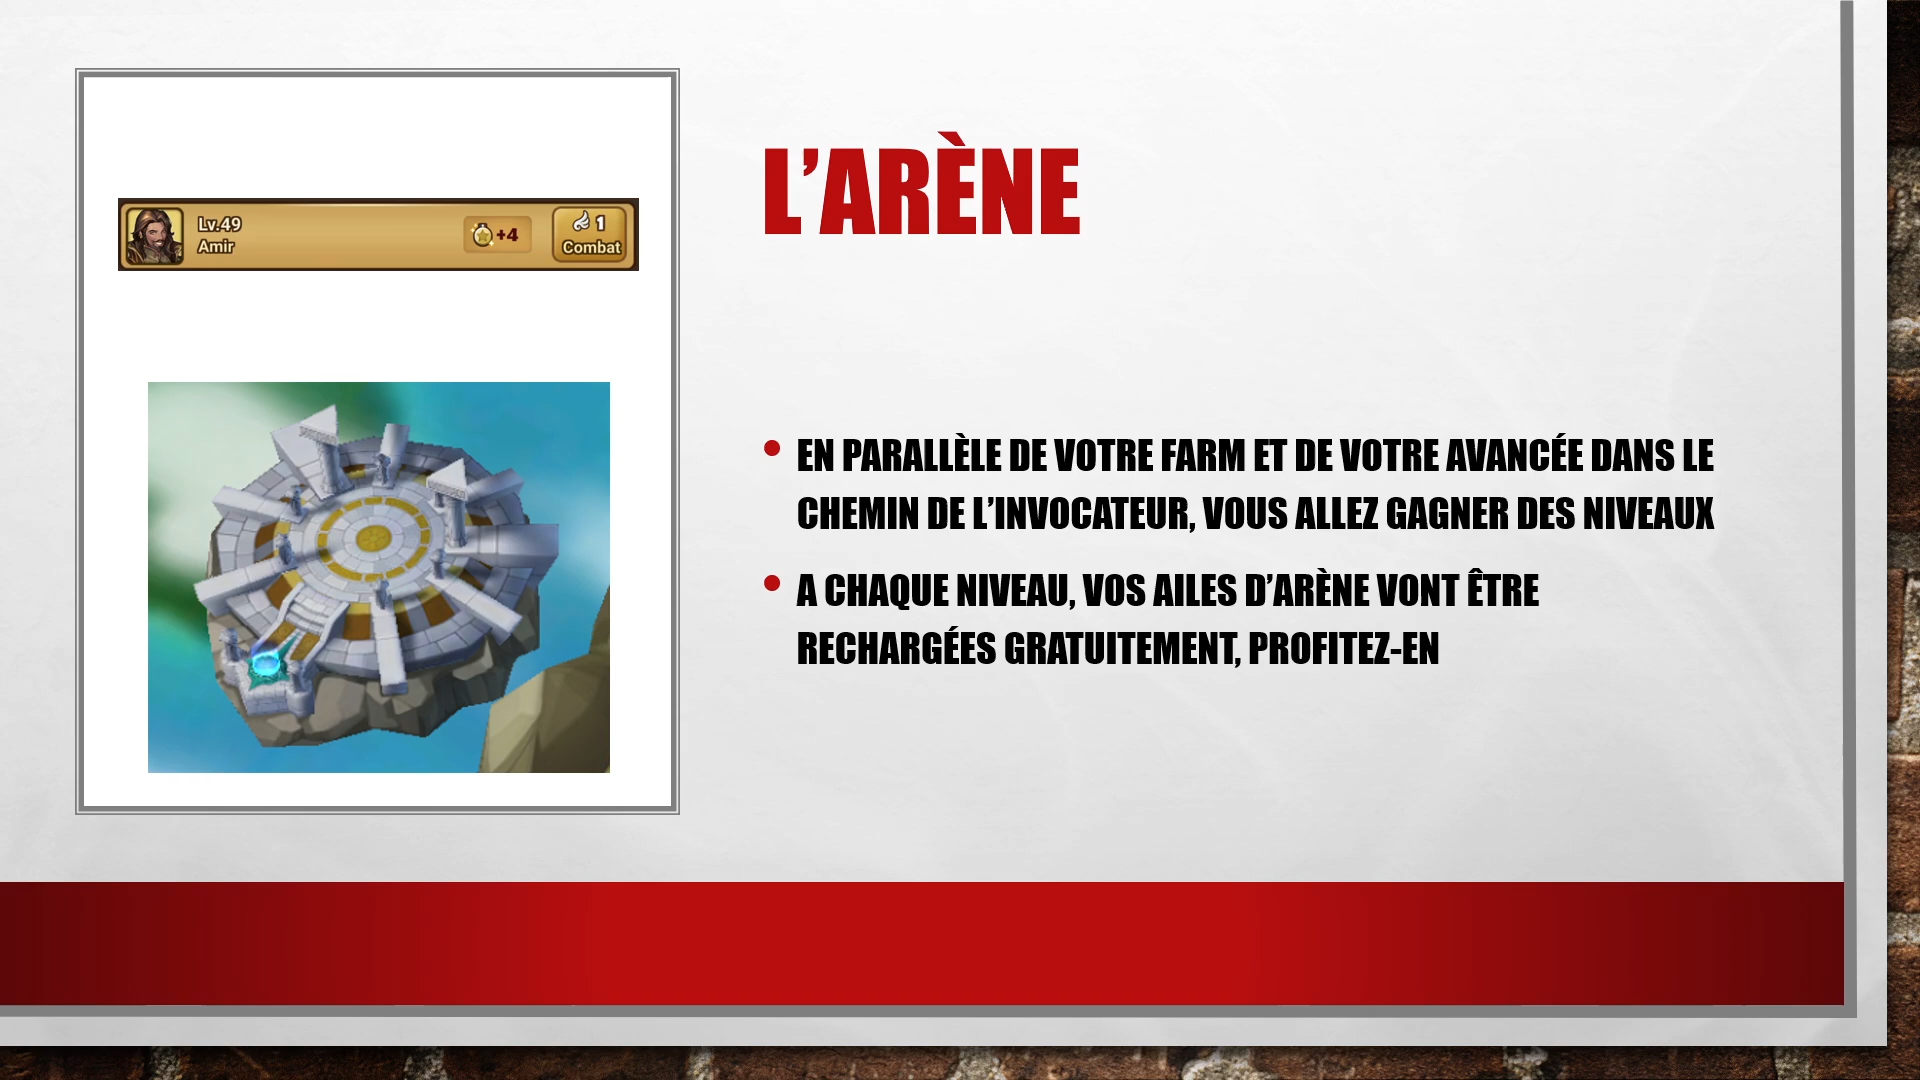 Lv.49
Amir
+4
1
Combat
L’ARÈNE
• EN PARALLÈLE DE VOTRE FARM ET DE VOTRE AVANCÉE DANS LE
CHEMIN DE L’INVOCATEUR, VOUS ALLEZ GAGNER DES NIVEAUX
• A CHAQUE NIVEAU, VOS AILES D’ARÈNE VONT ÊTRE
RECHARGÉES GRATUITEMENT, PROFITEZ-EN